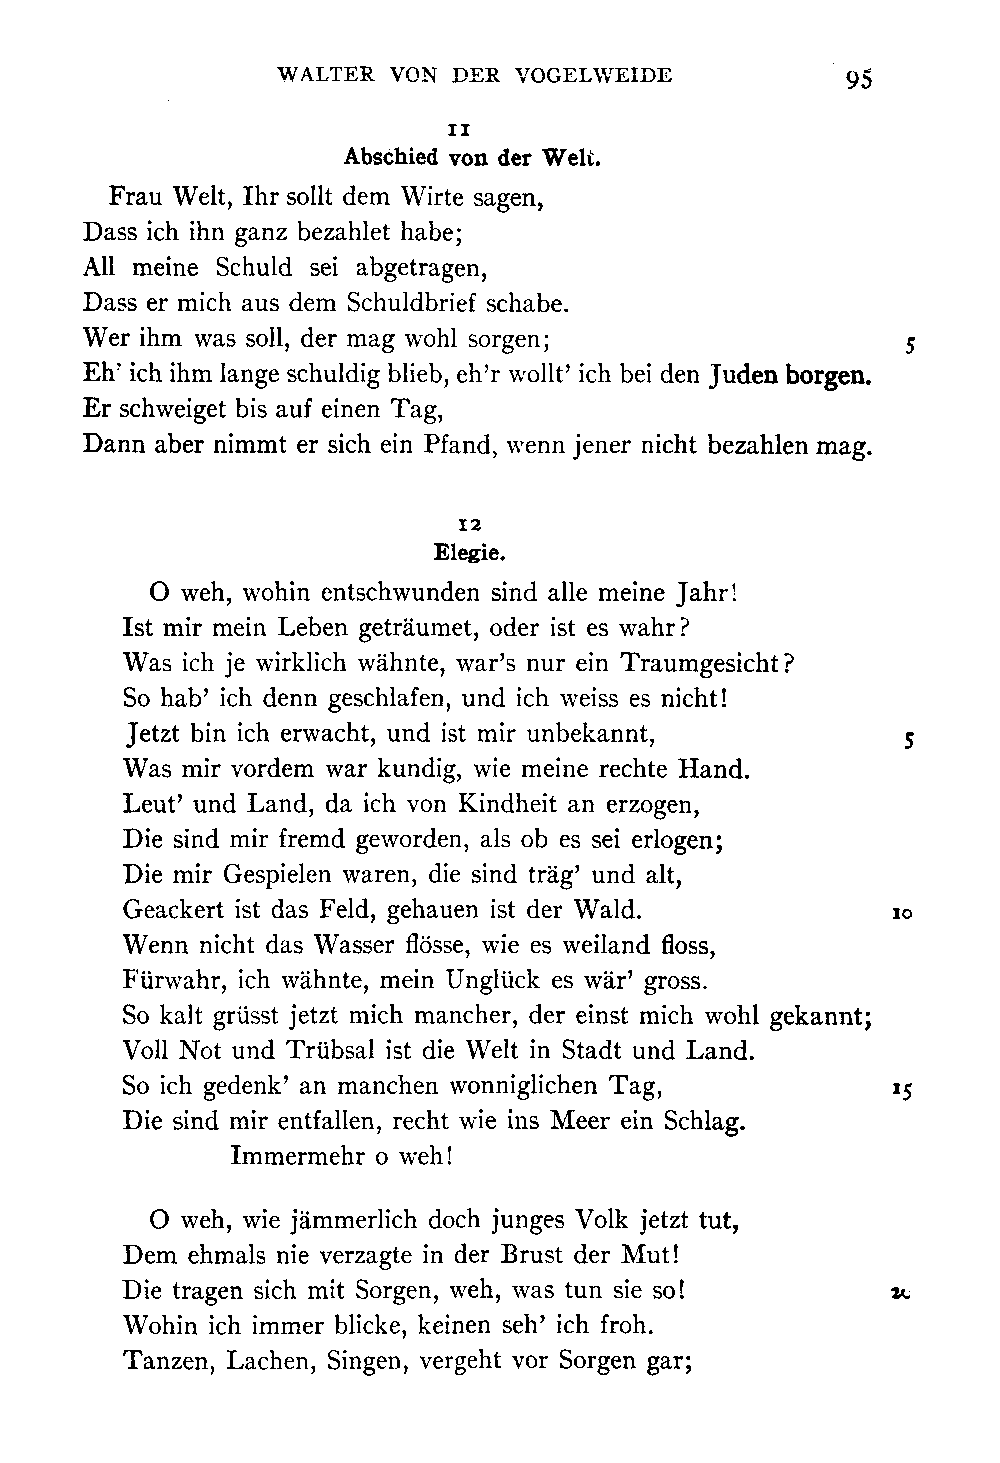 WALTER VON DER VOGELWEIDE 95
11
Abschied von der Welt.
Frau Welt, Ihr sollt dem Wirte sagen,
Dass ich ihn ganz bezahlet habe;
All meine Schuld sei abgetragen,
Dass er mich aus dem Schuldbrief schabe.
Wer ihm was soll, der mag wohl sorgen; 5
Eh' ich ihm lange schuldig blieb, eh'r wollt' ich bei den Juden borgen.
Er schweiget bis auf einen Tag,
Dann aber nimmt er sich ein Pfand, wenn jener nicht bezahlen mag.
12
Elegie.
O weh, wohin entschwunden sind alle meine Jahr!
Ist mir mein Leben geträumet, oder ist es wahr?
Was ich je wirklich wähnte, war's nur ein Traumgesicht?
So hab' ich denn geschlafen, und ich weiss es nicht!
Jetzt bin ich erwacht, und ist mir unbekannt, 5
Was mir vordem war kundig, wie meine rechte Hand.
Leut' und Land, da ich von Kindheit an erzogen,
Die sind mir fremd geworden, als ob es sei erlogen;
Die mir Gespielen waren, die sind träg' und alt,
Geackert ist das Feld, gehauen ist der Wald. 10
Wenn nicht das Wasser flösse, wie es weiland floss,
Fürwahr, ich wähnte, mein Unglück es wär' gross.
So kalt grüsst jetzt mich mancher, der einst mich wohl gekannt;
Voll Not und Trübsal ist die Welt in Stadt und Land.
So ich gedenk' an manchen wonniglichen Tag, 15
Die sind mir entfallen, recht wie ins Meer ein Schlag.
Immermehr o weh!
O weh, wie jämmerlich doch junges Volk jetzt tut,
Dem ehmals nie verzagte in der Brust der Mut!
Die tragen sich mit Sorgen, weh, was tun sie so! 20
Wohin ich immer blicke, keinen seh' ich froh.
Tanzen, Lachen, Singen, vergeht vor Sorgen gar;